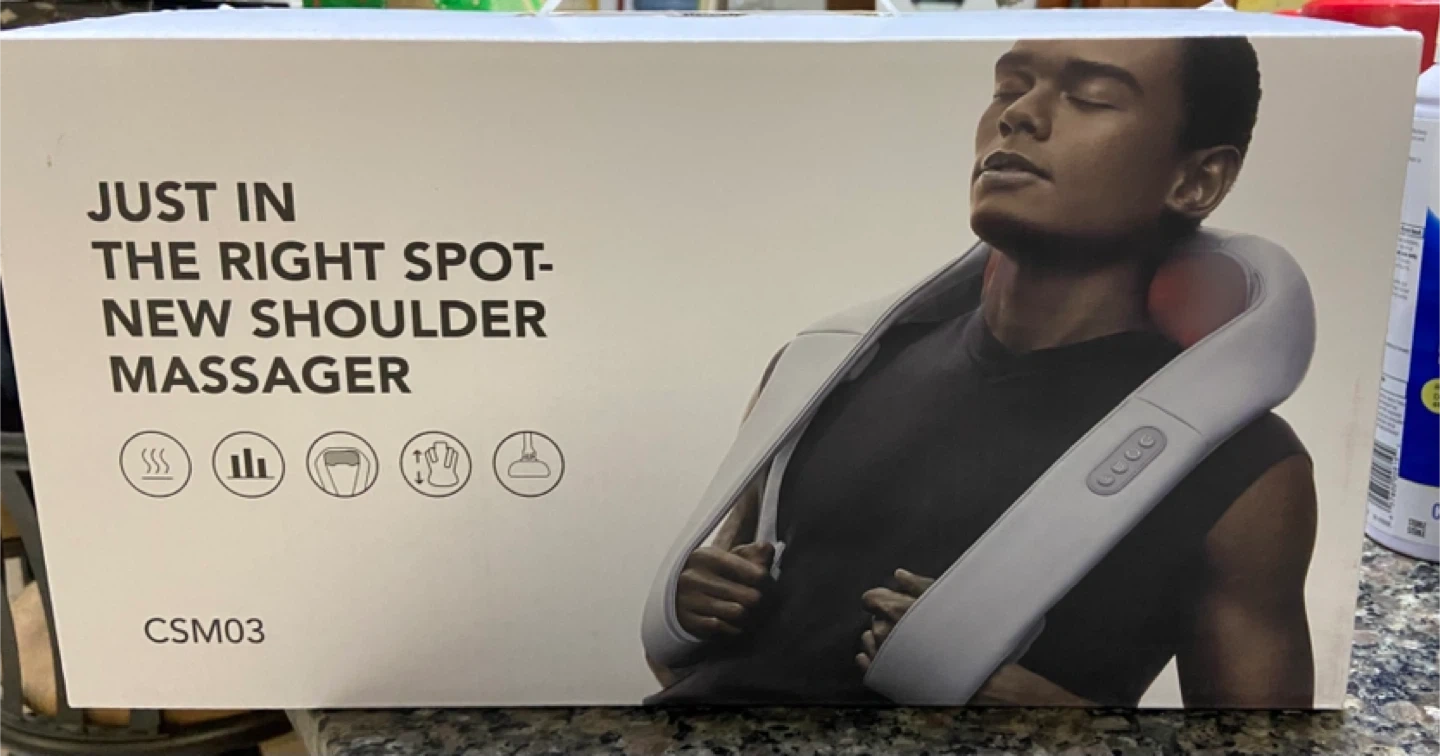 JUST IN
THE RIGHT SPOT-
NEW SHOULDER
MASSAGER
CSM03